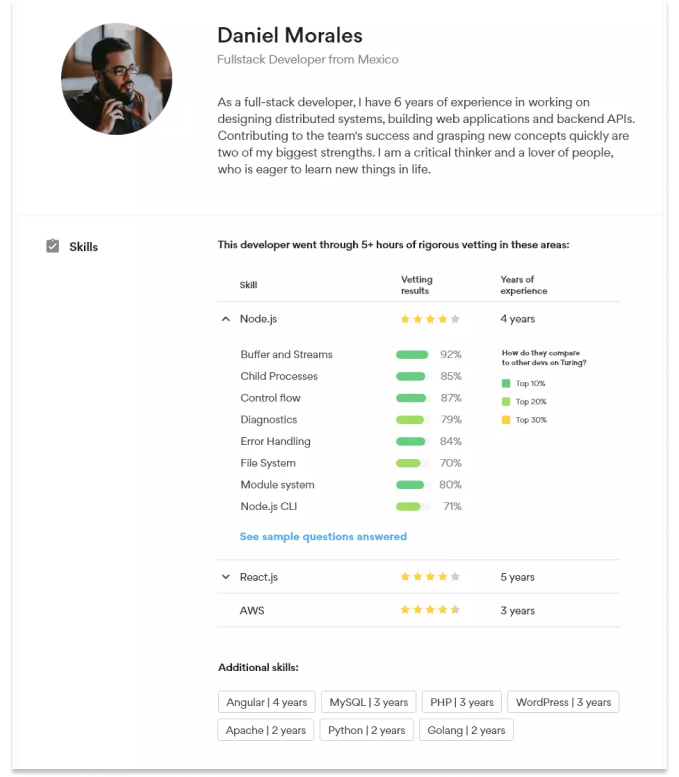 Daniel Morales
Fullstack Developer from Mexico
As a full-stack developer, I have 6 years of experience in working on
designing distributed systems, building web applications and backend APIs.
Contributing to the team's success and grasping new concepts quickly are
two of my biggest strengths. I am a critical thinker and a lover of people,
who is eager to learn new things in life.
Skills
This developer went through 5+ hours of rigorous vetting in these areas:
Skill
Vetting
results
Years of
experience
Node.js 4 years
Buffer and Streams 92%
Child Processes 85%
Control flow 87%
Diagnostics 79%
Error Handling 84%
File System 70%
Module system 80%
Node.js CLI 71%
How do they compare
to other devs on Turing?
Top 10%
Top 20%
Top 30%
See sample questions answered
React.js 5 years
AWS 3 years
Additional skills:
Angular | 4 years MySQL | 3 years PHP | 3 years WordPress | 3 years
Apache | 2 years Python | 2 years Golang | 2 years